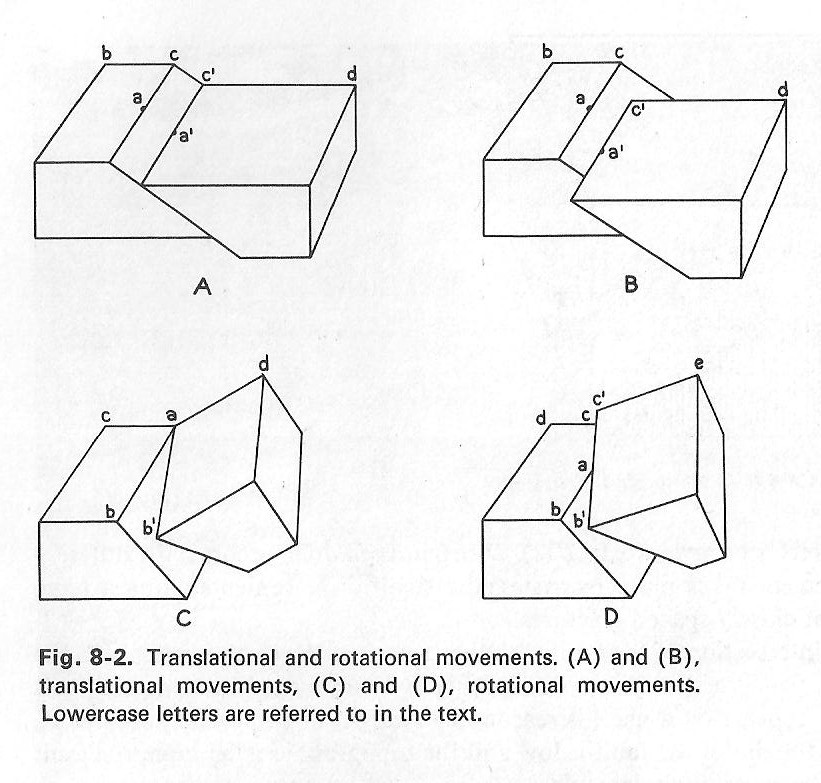 b c c' d
a
a'
A
b c d
a c'
a'
B
d
c a
b b'
C
e
d c c'
a
b b'
D
Fig. 8-2. Translational and rotational movements. (A) and (B),
translational movements, (C) and (D), rotational movements.
Lowercase letters are referred to in the text.